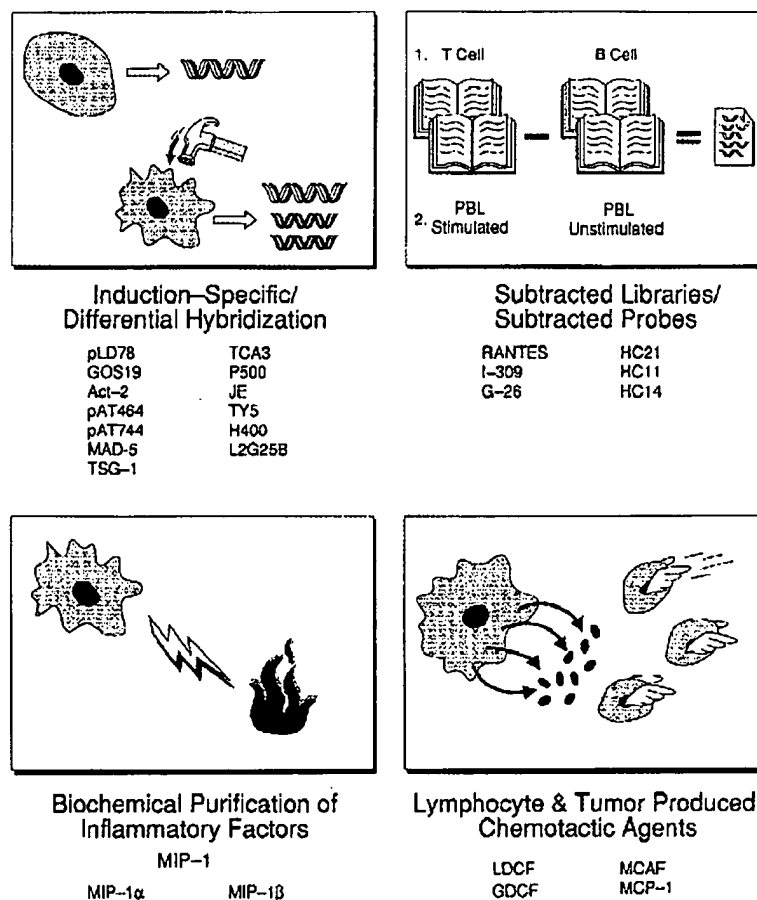 1. T Cell B Cell
2. PBL Stimulated PBL Unstimulated
Induction–Specific/
Differential Hybridization
pLD78 TCA3
GOS19 P500
Act–2 JE
pAT464 TY5
pAT744 H400
MAD-5 L2G25B
TSG–1
Subtracted Libraries/
Subtracted Probes
RANTES HC21
I–309 HC11
G–26 HC14
Biochemical Purification of
Inflammatory Factors
MIP–1
MIP–1α MIP–1β
Lymphocyte & Tumor Produced
Chemotactic Agents
LDCF MCAF
GDCF MCP–1